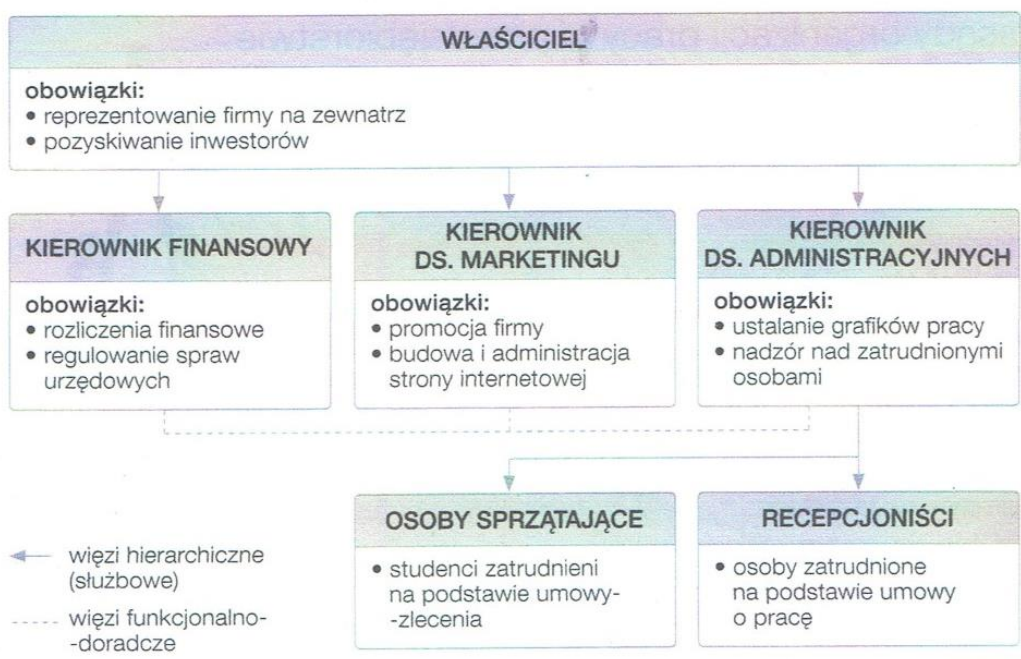 WŁAŚCICIEL
obowiązki:
• reprezentowanie firmy na zewnatrz
• pozyskiwanie inwestorów
KIEROWNIK FINANSOWY
obowiązki:
• rozliczenia finansowe
• regulowanie spraw
urzędowych
KIEROWNIK
DS. MARKETINGU
obowiązki:
• promocja firmy
• budowa i administracja
strony internetowej
KIEROWNIK
DS. ADMINISTRACYJNYCH
obowiązki:
• ustalanie grafików pracy
• nadzór nad zatrudnionymi
osobami
OSOBY SPRZĄTAJĄCE
• studenci zatrudnieni
na podstawie umowy-
-zlecenia
RECEPCJONIŚCI
• osoby zatrudnione
na podstawie umowy
o pracę
więzi hierarchiczne
(służbowe)
więzi funkcjonalno-
-doradcze